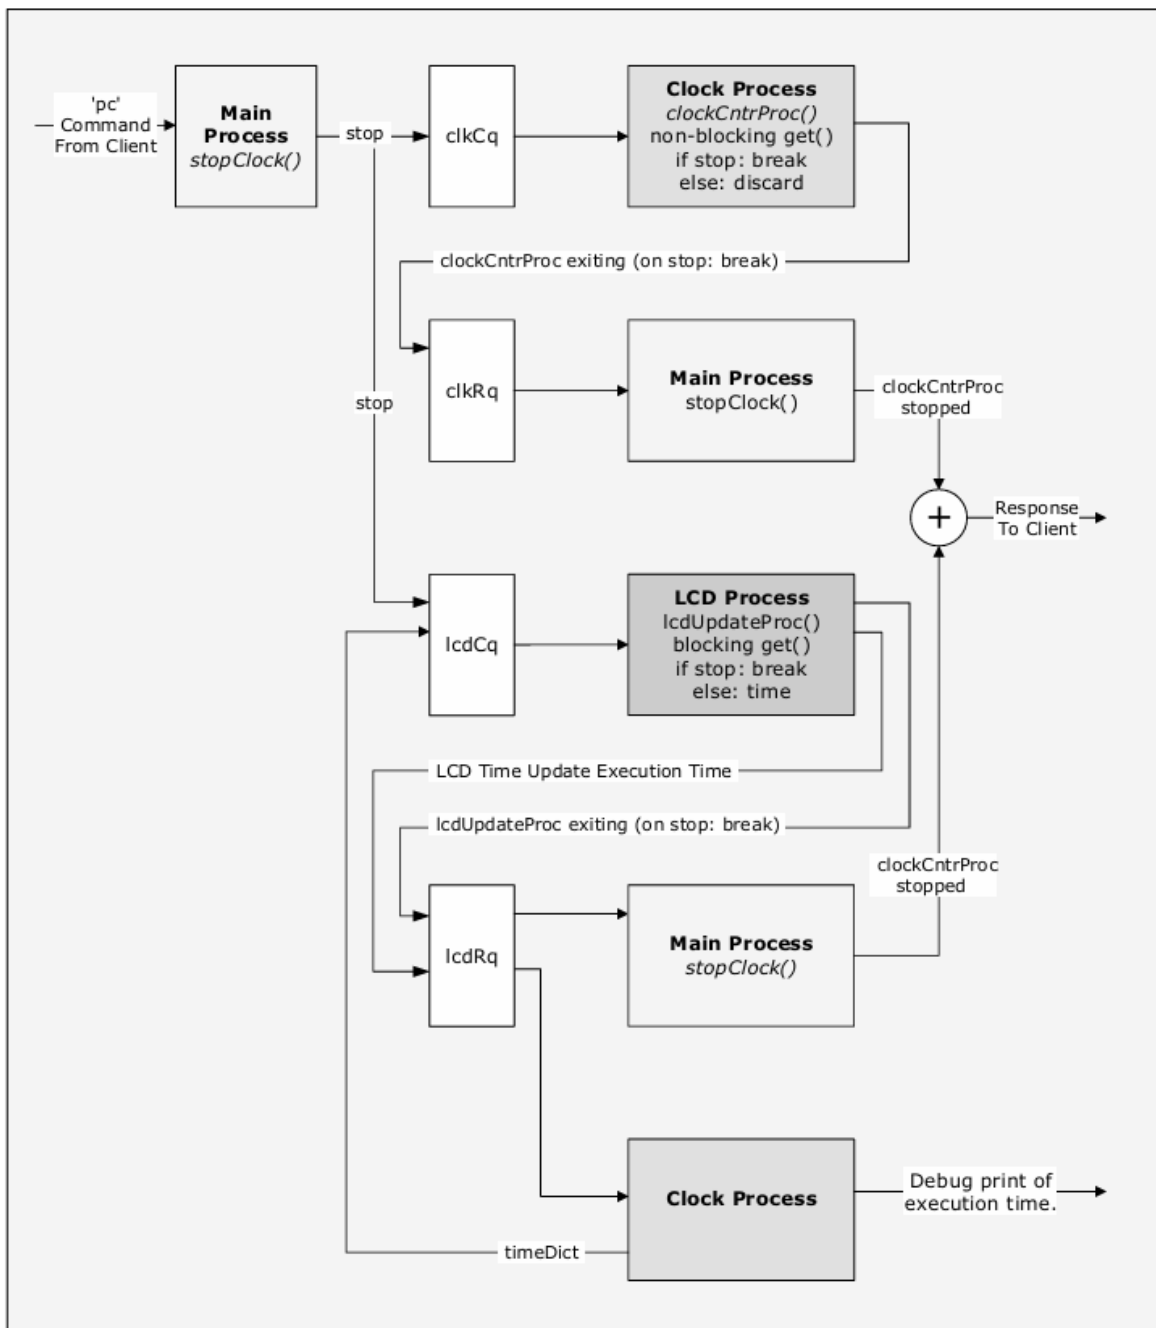 'pc'
Command
From Client
Main
Process
stopClock()
stop
clkCq
Clock Process
clockCntrProc()
non-blocking get()
if stop: break
else: discard
clockCntrProc exiting (on stop: break)
clkRq
Main Process
stopClock()
clockCntrProc
stopped
stop
+
Response
To Client
lcdCq
LCD Process
lcdUpdateProc()
blocking get()
if stop: break
else: time
LCD Time Update Execution Time
lcdUpdateProc exiting (on stop: break)
clockCntrProc
stopped
lcdRq
Main Process
stopClock()
Clock Process
Debug print of
execution time.
timeDict